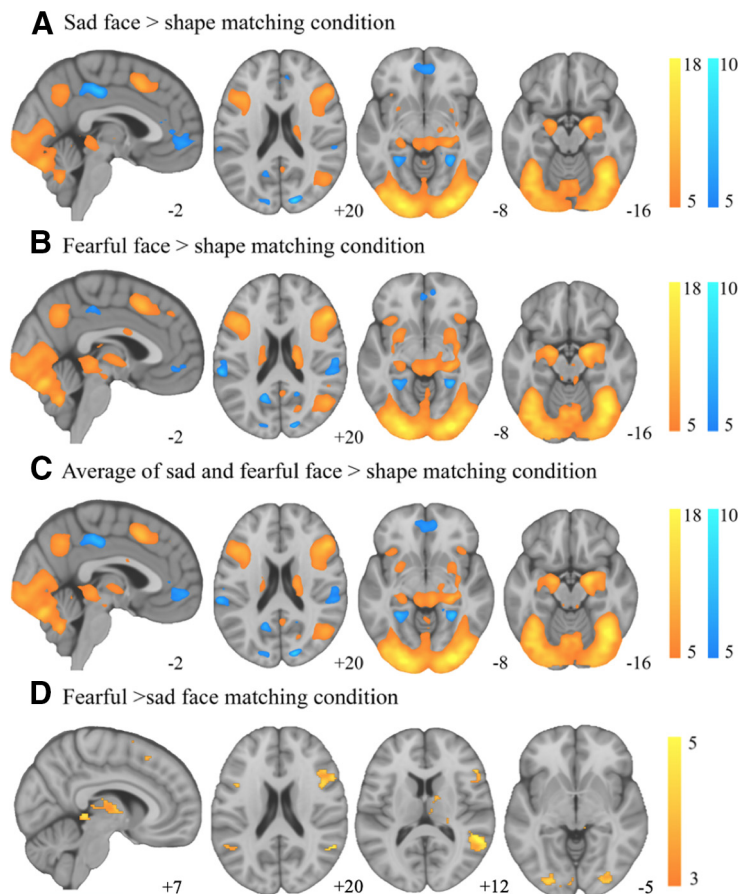 A Sad face > shape matching condition
18 10
5 5
-2 +20 -8 -16
B Fearful face > shape matching condition
18 10
5 5
-2 +20 -8 -16
C Average of sad and fearful face > shape matching condition
18 10
5 5
-2 +20 -8 -16
D Fearful >sad face matching condition
5
3
+7 +20 +12 -5